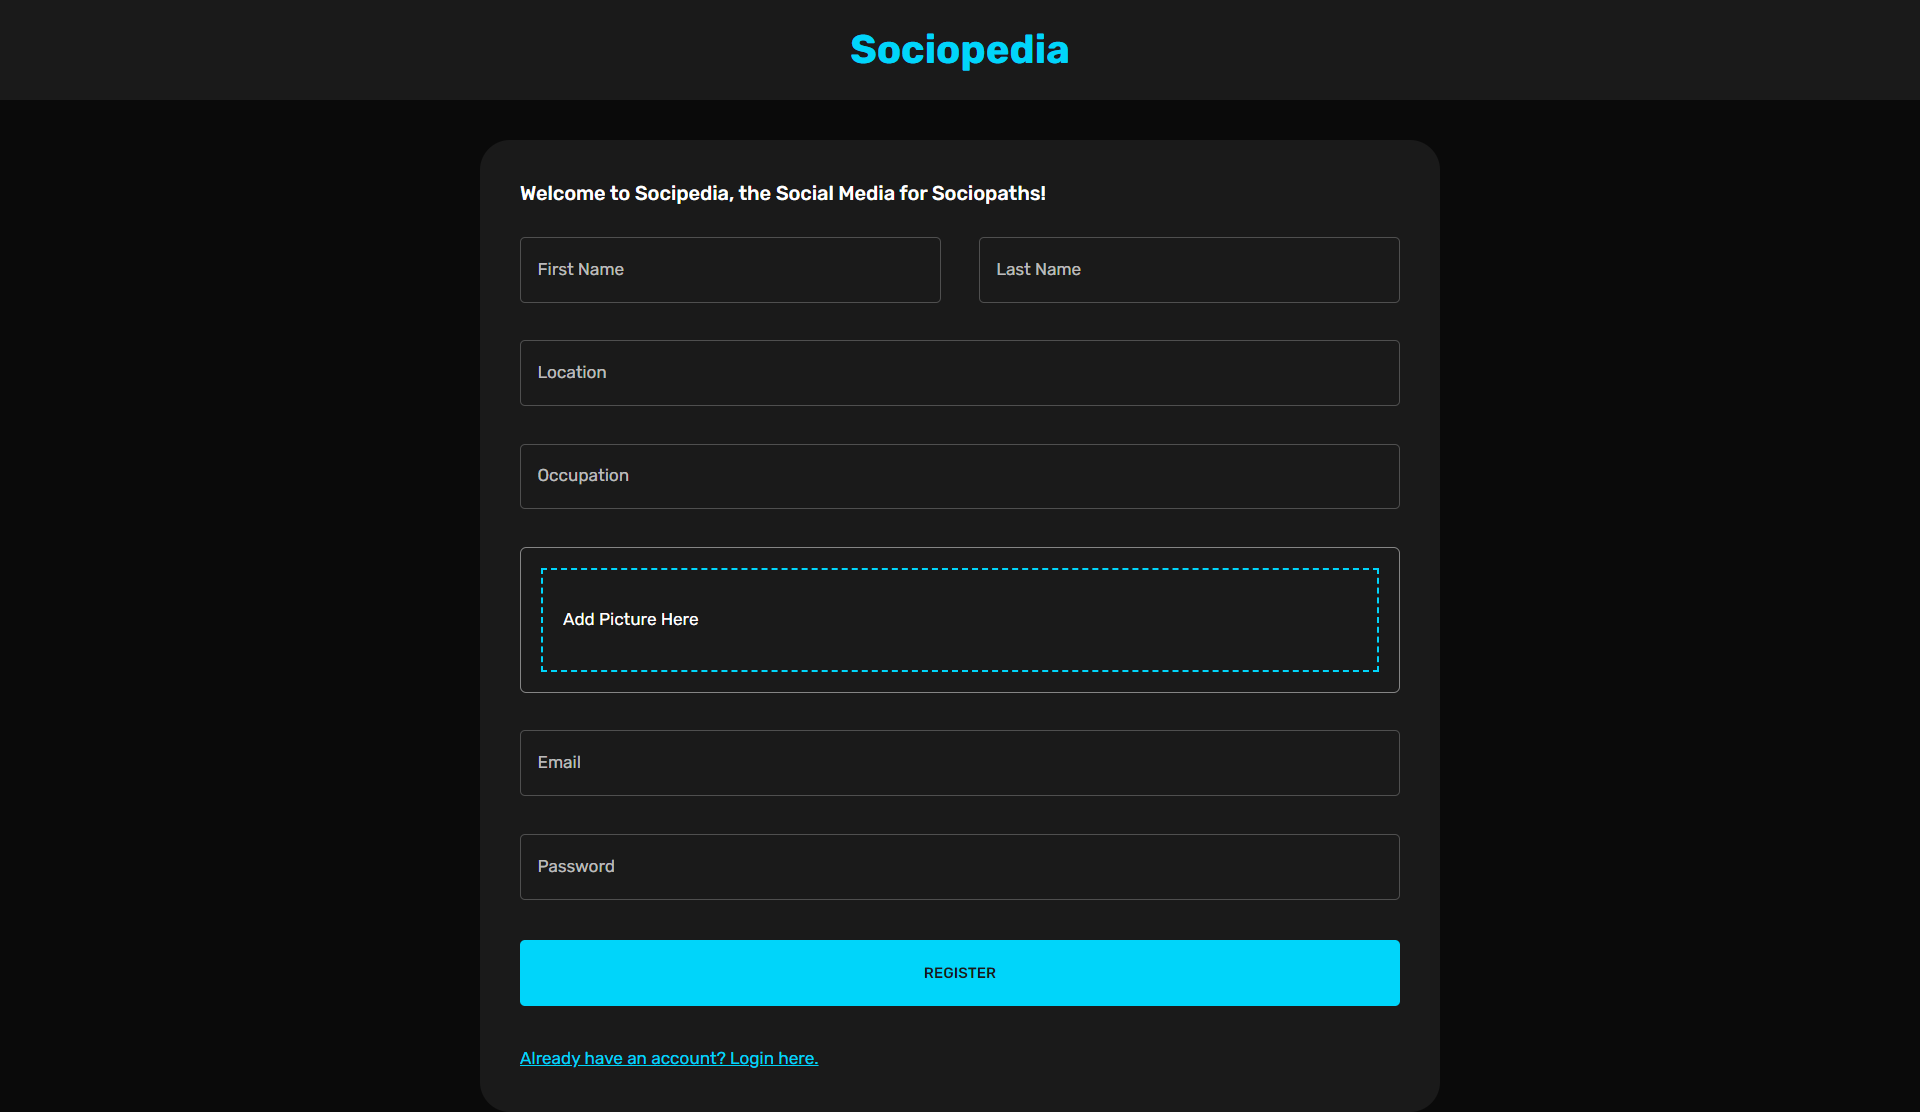 Sociopedia
Welcome to Socipedia, the Social Media for Sociopaths!
First Name
Last Name
Location
Occupation
Add Picture Here
Email
Password
REGISTER
Already have an account? Login here.